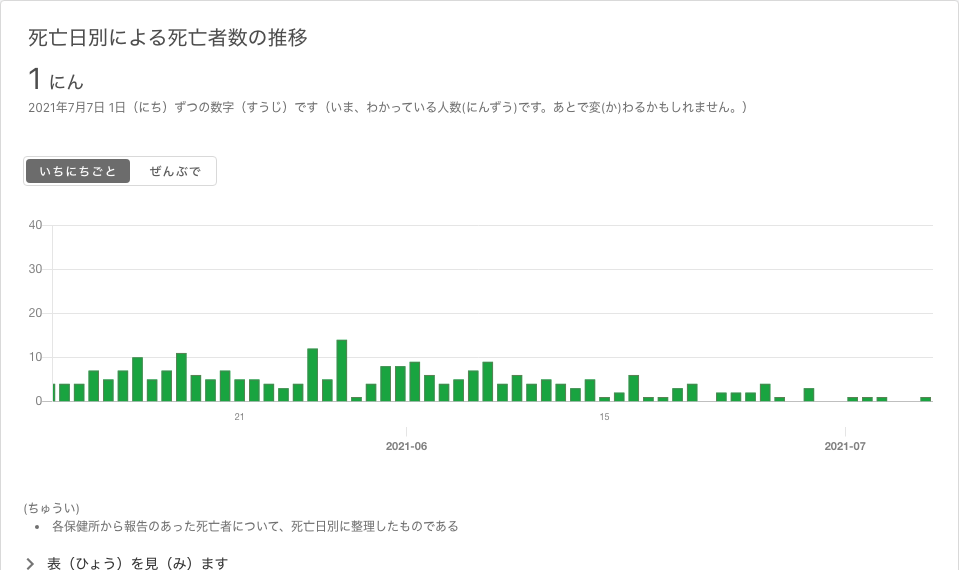 死亡日別による死亡者数の推移
1 にん
2021年7月7日 1日（にち）ずつの数字（すうじ）です（いま、わかっている人数(にんずう)です。あとで変(か)わるかもしれません。）
いちにちごと ぜんぶで
40
30
20
10
0
21 15
2021-06 2021-07
(ちゅうい)
• 各保健所から報告のあった死亡者について、死亡日別に整理したものである
表（ひょう）を見（み）ます